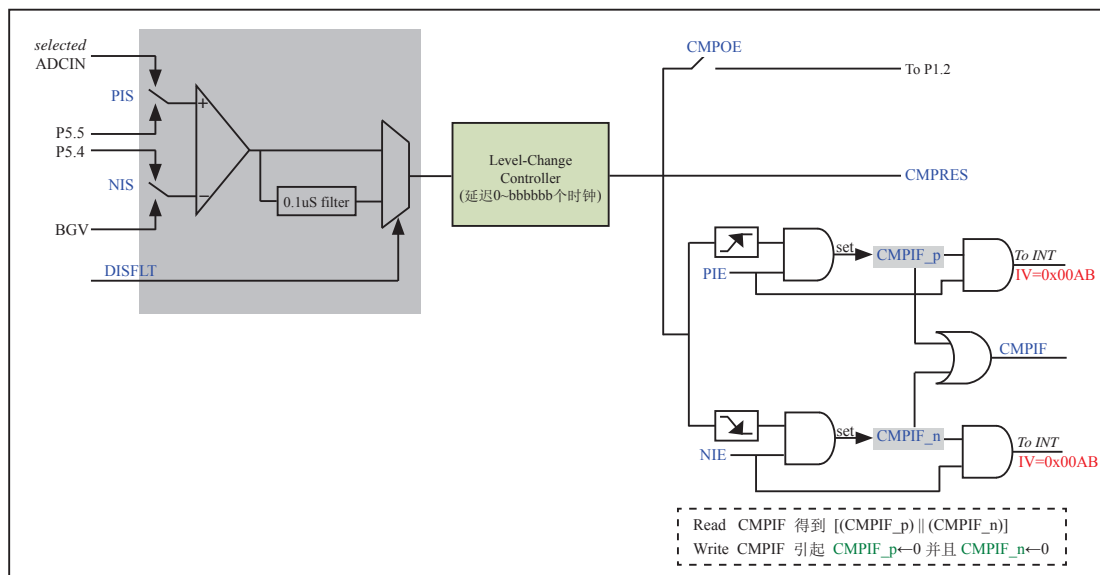 selected
ADCIN
PIS
P5.5
P5.4
NIS
BGV
DISFLT
+
−
0.1uS filter
Level-Change
Controller
(延迟0~bbbbbb个时钟)
CMPOE
To P1.2
CMPRES
set
CMPIF_p
To INT
IV=0x00AB
PIE
CMPIF
set
CMPIF_n
To INT
IV=0x00AB
NIE
Read CMPIF 得到 [(CMPIF_p) || (CMPIF_n)]
Write CMPIF 引起 CMPIF_p←0 并且 CMPIF_n←0